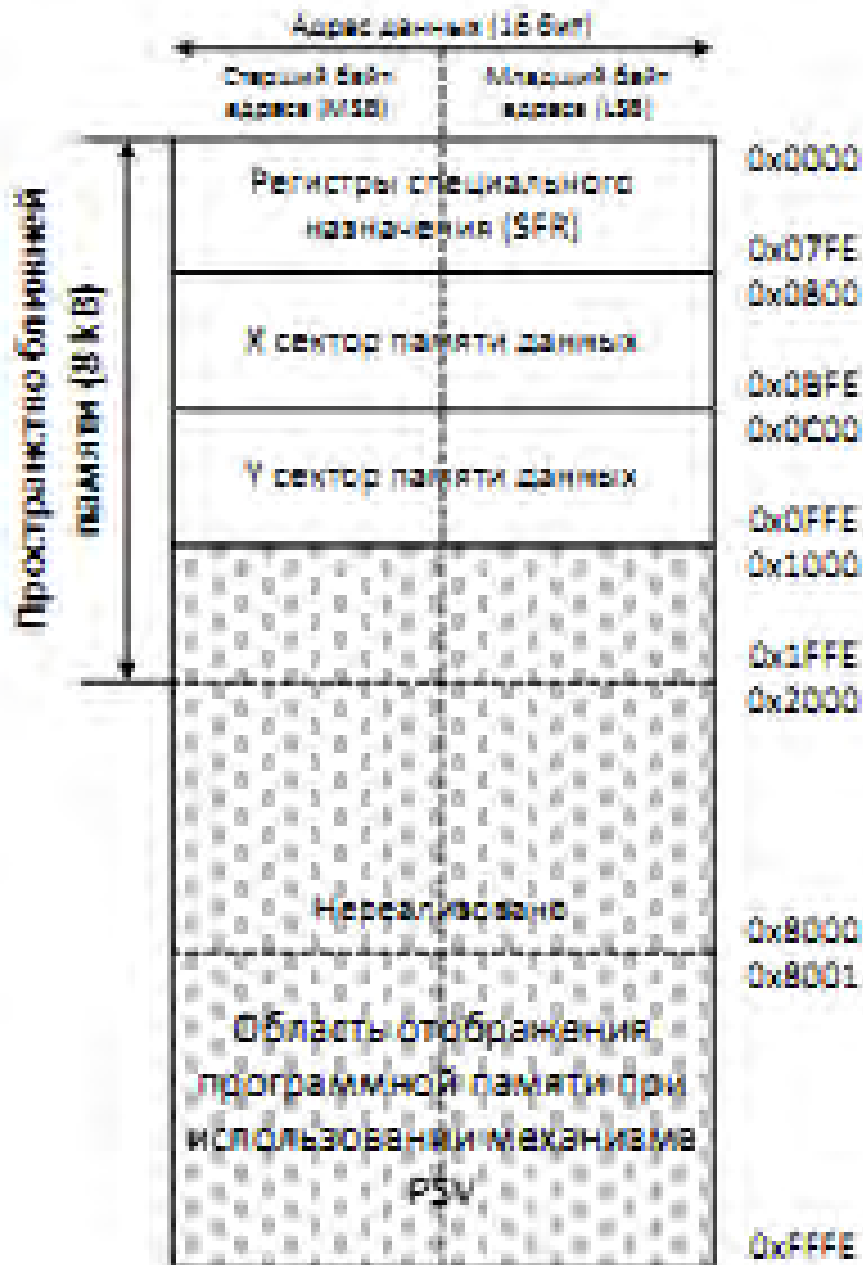 Адрес данных (16 бит)
Старший байт
адреса (MSB)
Младший байт
адреса (LSB)
Пространство ближней
памяти (8 kB)
Регистры специального
назначения (SFR)
0x0000
0x07FE
X сектор памяти данных
0x0800
0x0BFE
Y сектор памяти данных
0x0C00
0x0FFE
0x1000
0x1FFE
0x2000
Нереализовано
0x8000
0x8001
Область отображения
программной памяти при
использовании механизма
PSV
0xFFFE